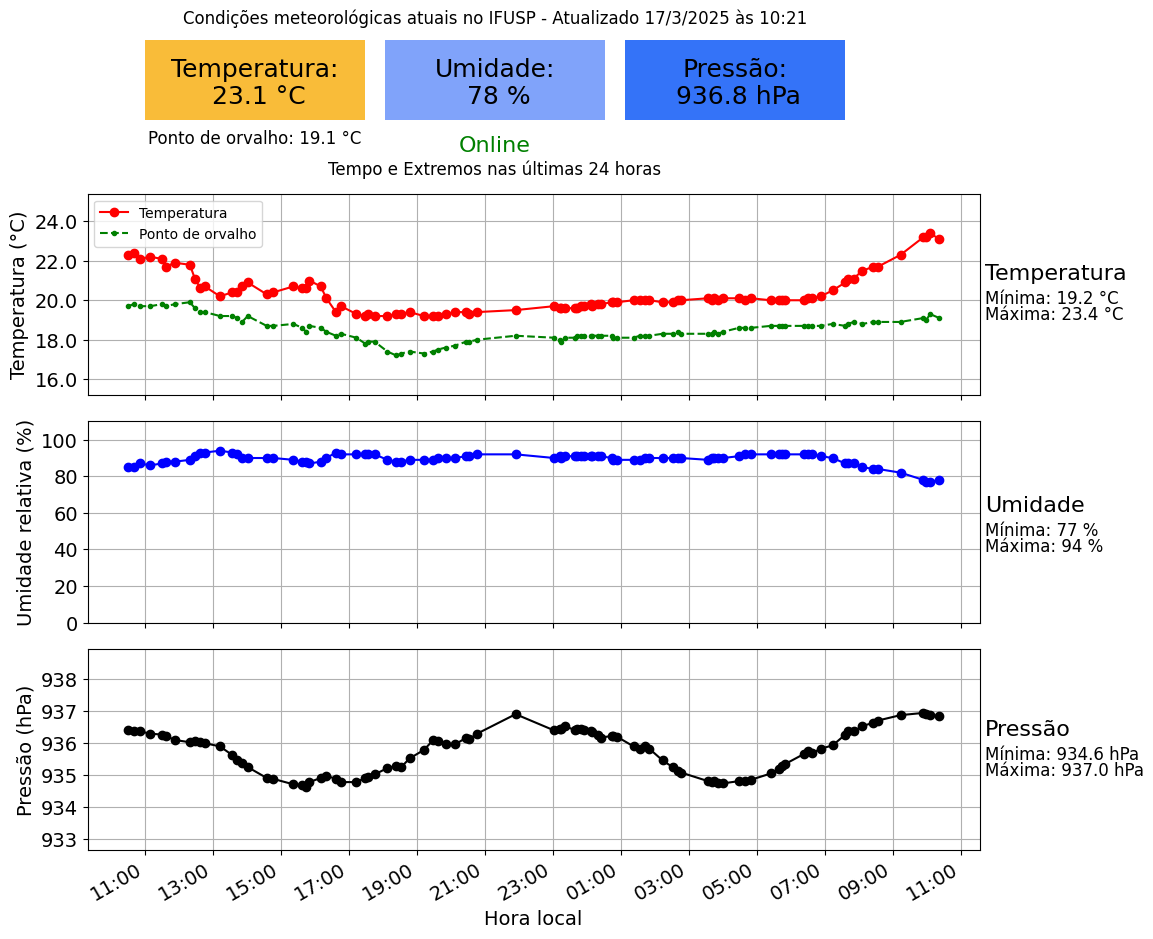 Condições meteorológicas atuais no IFUSP - Atualizado 17/3/2025 às 10:21
Temperatura:
23.1 °C
Umidade:
78 %
Pressão:
936.8 hPa
Ponto de orvalho: 19.1 °C
Online
Tempo e Extremos nas últimas 24 horas
Temperatura (°C)
24.0
22.0
20.0
18.0
16.0
Temperatura
Ponto de orvalho
Temperatura
Mínima: 19.2 °C
Máxima: 23.4 °C
Umidade relativa (%)
100
80
60
40
20
0
Umidade
Mínima: 77 %
Máxima: 94 %
Pressão (hPa)
938
937
936
935
934
933
Pressão
Mínima: 934.6 hPa
Máxima: 937.0 hPa
11:00 13:00 15:00 17:00 19:00 21:00 23:00 01:00 03:00 05:00 07:00 09:00 11:00
Hora local